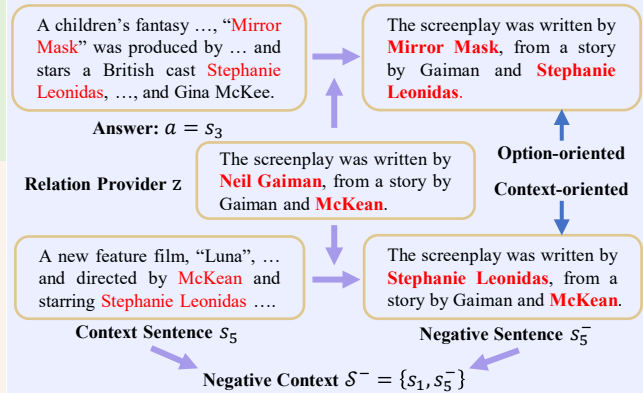 A children's fantasy …, "Mirror
Mask" was produced by … and
stars a British cast Stephanie
Leonidas, …, and Gina McKee.
Answer: a = s₃
The screenplay was written by
Mirror Mask, from a story
by Gaiman and Stephanie
Leonidas.
Option-oriented
Context-oriented
Relation Provider z
The screenplay was written by
Neil Gaiman, from a story by
Gaiman and McKean.
A new feature film, "Luna", …
and directed by McKean and
starring Stephanie Leonidas ….
Context Sentence s₅
The screenplay was written by
Stephanie Leonidas, from a
story by Gaiman and McKean.
Negative Sentence s₅⁻
Negative Context 𝒮⁻ = {s₁, s₅⁻}